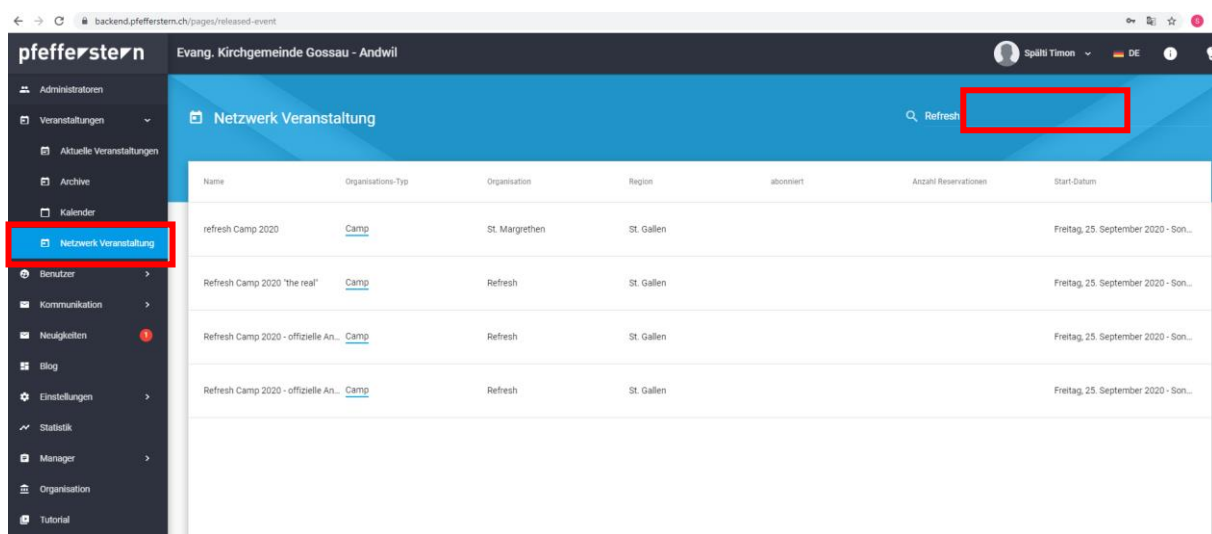 backend.pfefferstern.ch/pages/released-event
pfefferstern
Evang. Kirchgemeinde Gossau - Andwil
Spälti Timon
DE
Administratoren
Veranstaltungen
Aktuelle Veranstaltungen
Archive
Kalender
Netzwerk Veranstaltung
Benutzer
Kommunikation
Neuigkeiten 1
Blog
Einstellungen
Statistik
Manager
Organisation
Tutorial
Netzwerk Veranstaltung
Refresh
Name Organisations-Typ Organisation Region abonniert Anzahl Reservationen Start-Datum
refresh Camp 2020 Camp St. Margrethen St. Gallen Freitag, 25. September 2020 - Son...
Refresh Camp 2020 "the real" Camp Refresh St. Gallen Freitag, 25. September 2020 - Son...
Refresh Camp 2020 - offizielle An... Camp Refresh St. Gallen Freitag, 25. September 2020 - Son...
Refresh Camp 2020 - offizielle An... Camp Refresh St. Gallen Freitag, 25. September 2020 - Son...